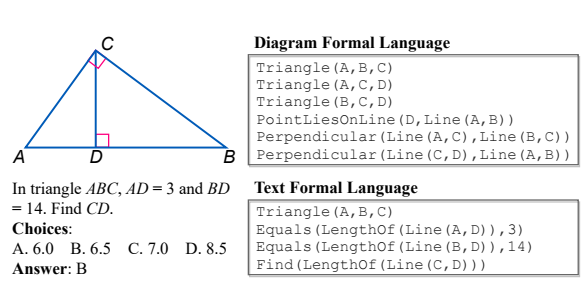 C
A
D
B
In triangle ABC, AD = 3 and BD
= 14. Find CD.
Choices:
A. 6.0 B. 6.5 C. 7.0 D. 8.5
Answer: B
Diagram Formal Language
Triangle(A,B,C)
Triangle(A,C,D)
Triangle(B,C,D)
PointLiesOnLine(D,Line(A,B))
Perpendicular(Line(A,C),Line(B,C))
Perpendicular(Line(C,D),Line(A,B))
Text Formal Language
Triangle(A,B,C)
Equals(LengthOf(Line(A,D)),3)
Equals(LengthOf(Line(B,D)),14)
Find(LengthOf(Line(C,D)))